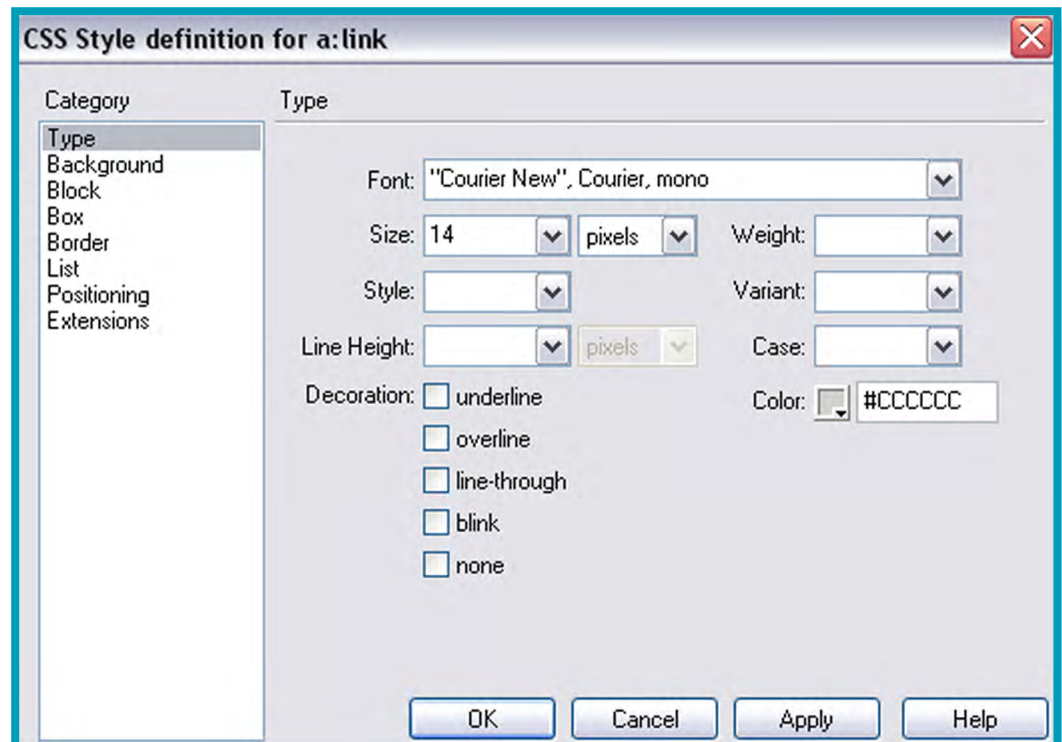 CSS Style definition for a:link
Category
Type
Type
Background
Block
Box
Border
List
Positioning
Extensions
Font: "Courier New", Courier, mono
Size: 14 pixels Weight:
Style: Variant:
Line Height: pixels Case:
Decoration: underline Color: #CCCCCC
overline
line-through
blink
none
OK Cancel Apply Help